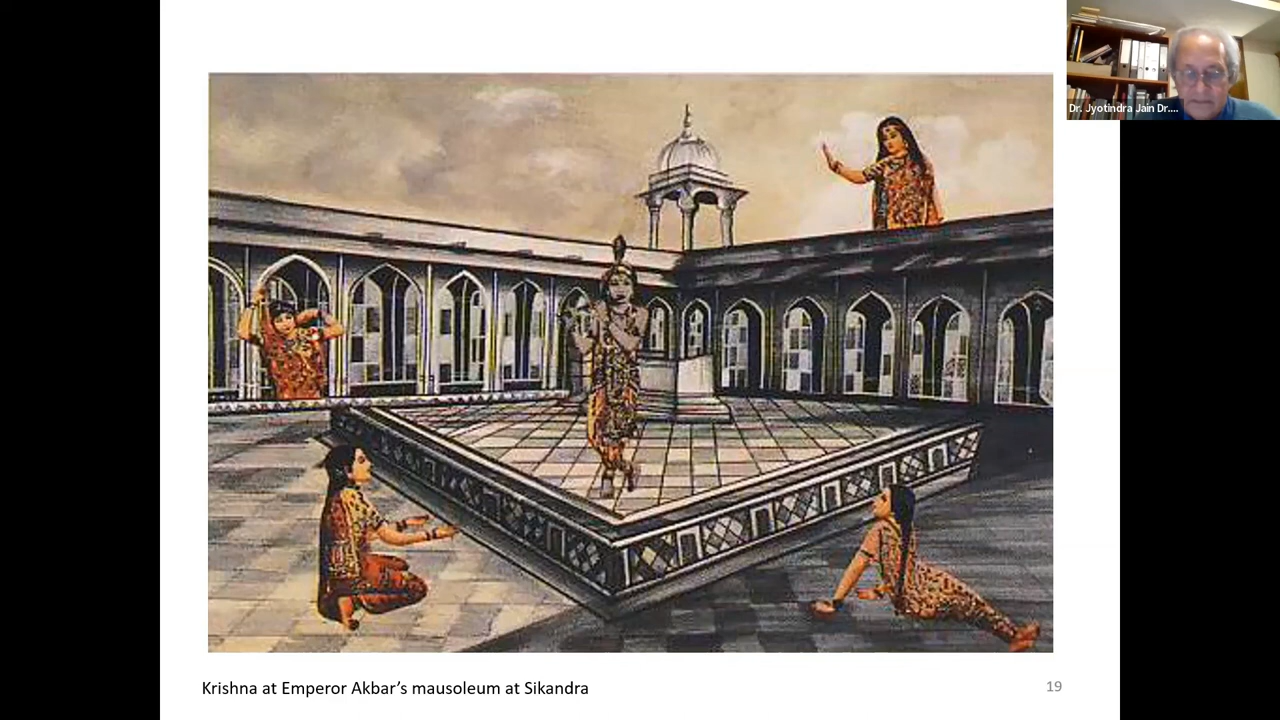 Dr. Jyotindra Jain Dr....
Krishna at Emperor Akbar’s mausoleum at Sikandra
19